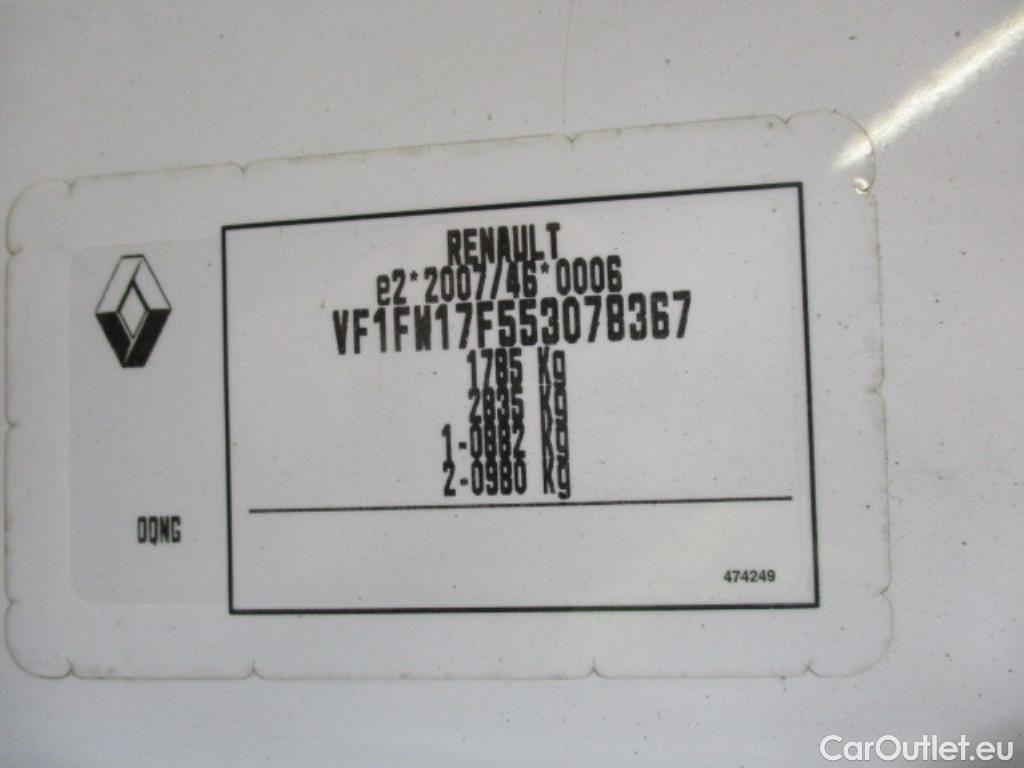 RENAULT
e2*2007/46*0006
VF1FW17F553078367
1785 Kg
2835 Kg
1-0882 Kg
2-0980 Kg
DQNG
474249
CarOutlet.eu